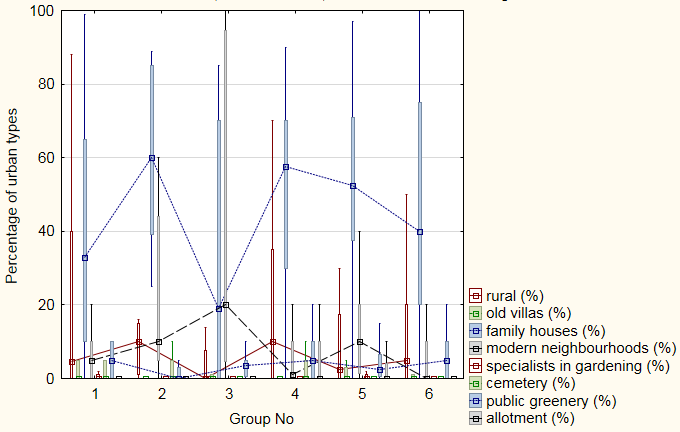 100
80
60
40
20
0
Percentage of urban types
1 2 3 4 5 6
Group No
rural (%)
old villas (%)
family houses (%)
modern neighbourhoods (%)
specialists in gardening (%)
cemetery (%)
public greenery (%)
allotment (%)